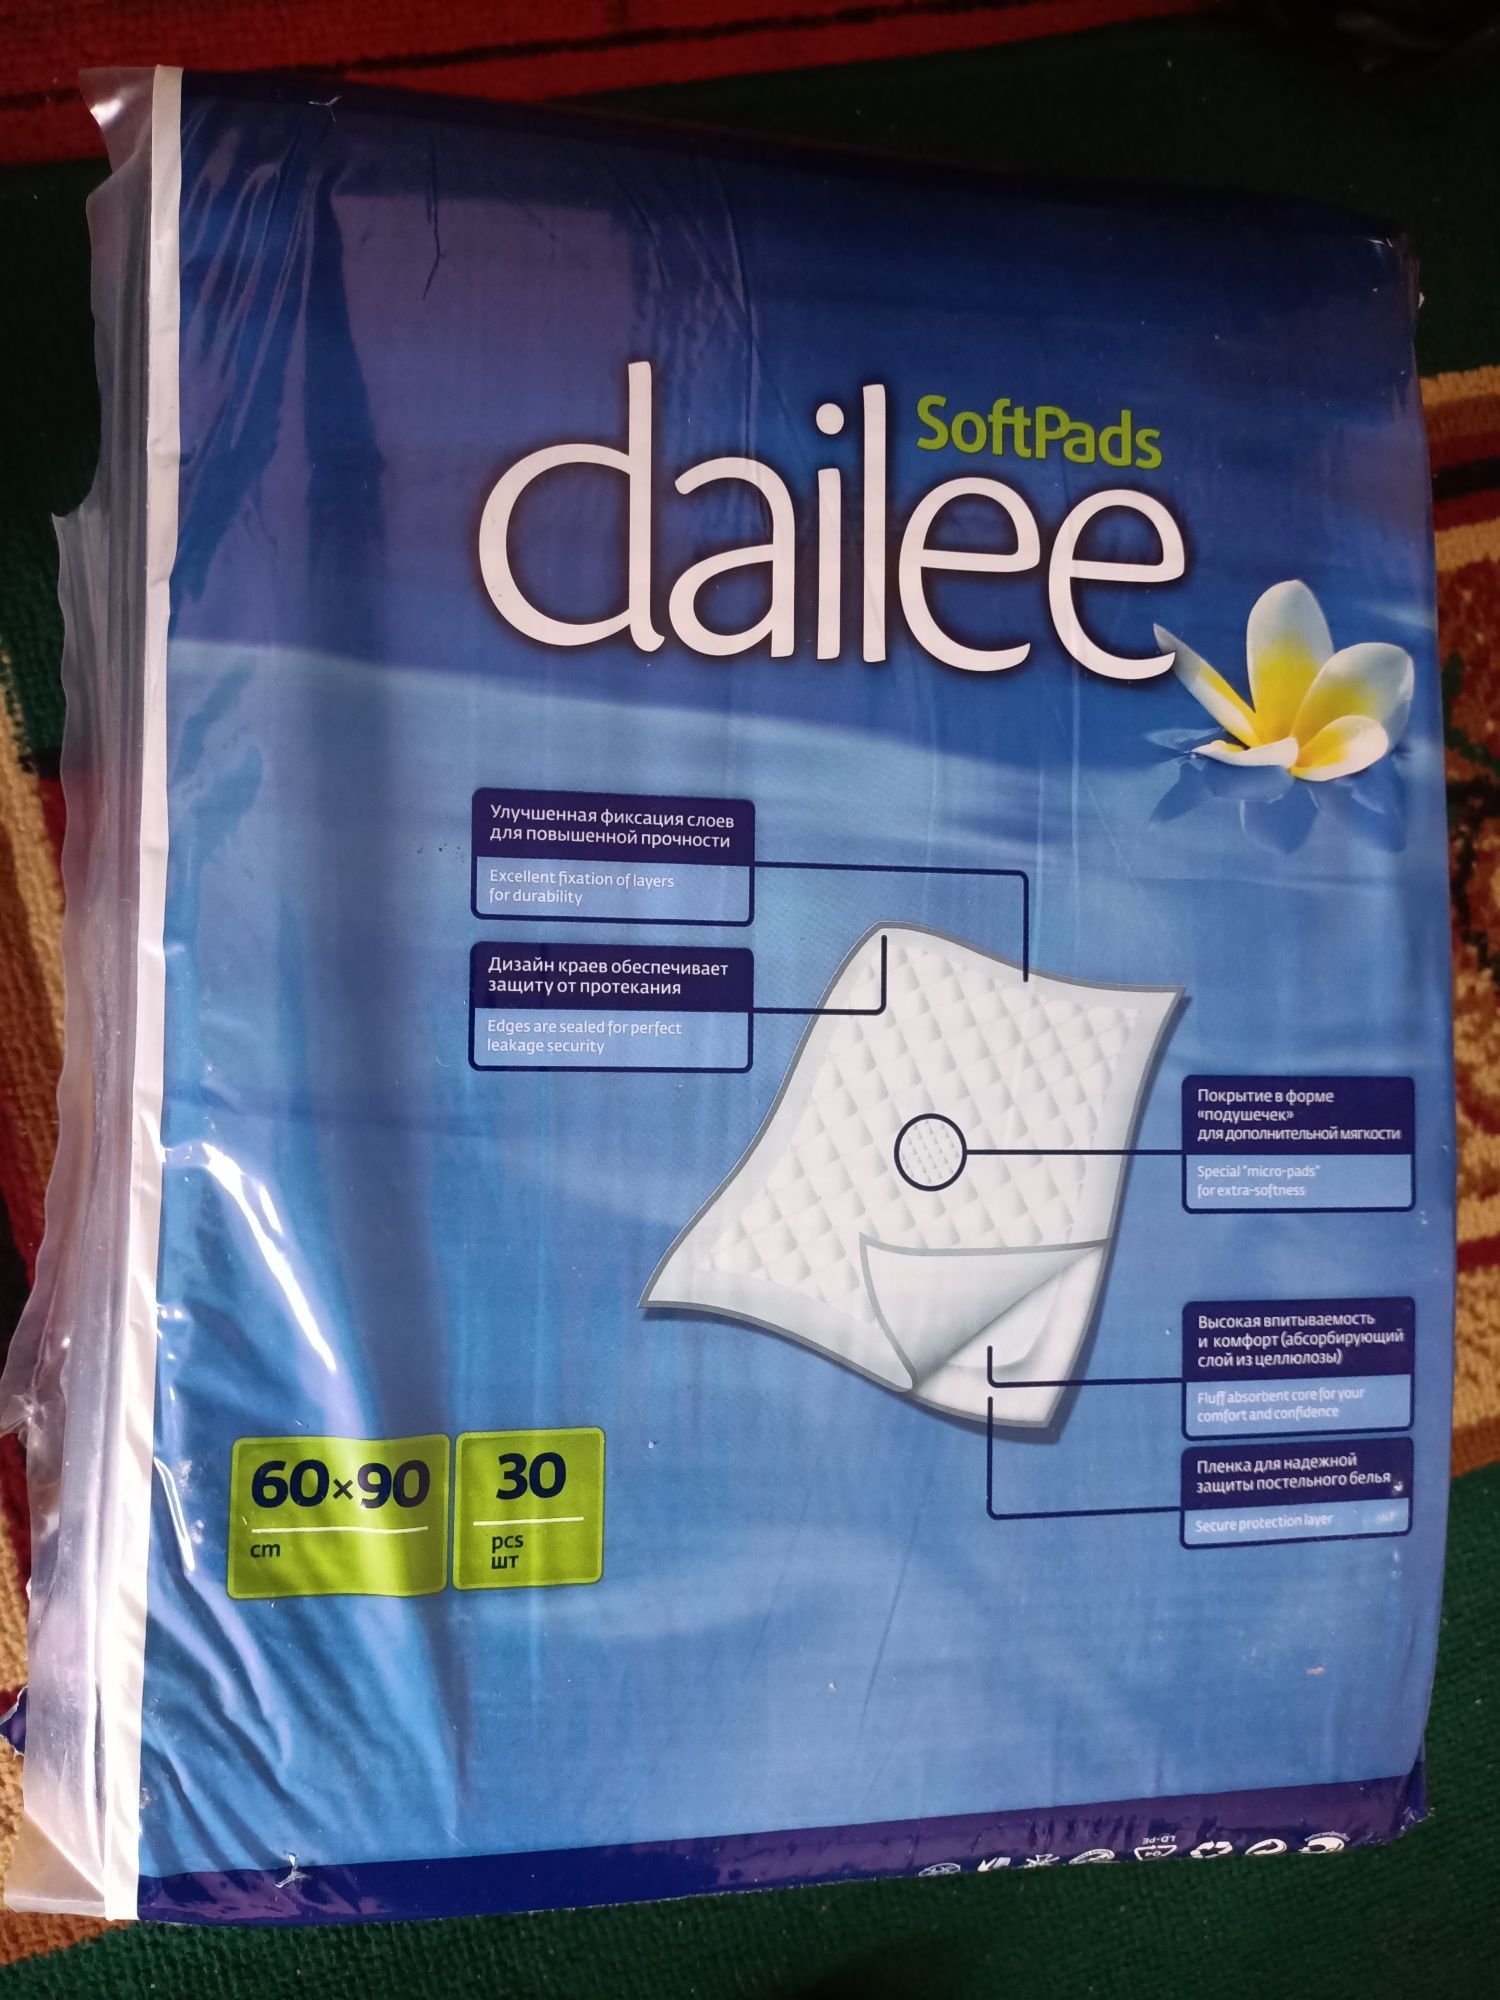 SoftPads
dailee
Улучшенная фиксация слоев
для повышенной прочности
Excellent fixation of layers
for durability
Дизайн краев обеспечивает
защиту от протекания
Edges are sealed for perfect
leakage security
Покрытие в форме
«подушечек»
для дополнительной мягкости
Special "micro-pads"
for extra-softness
Высокая впитываемость
и комфорт (абсорбирующий
слой из целлюлозы)
Fluff absorbent core for your
comfort and confidence
Пленка для надежной
защиты постельного белья
Secure protection layer
60×90
cm
30
pcs
шт
04
LD-PE